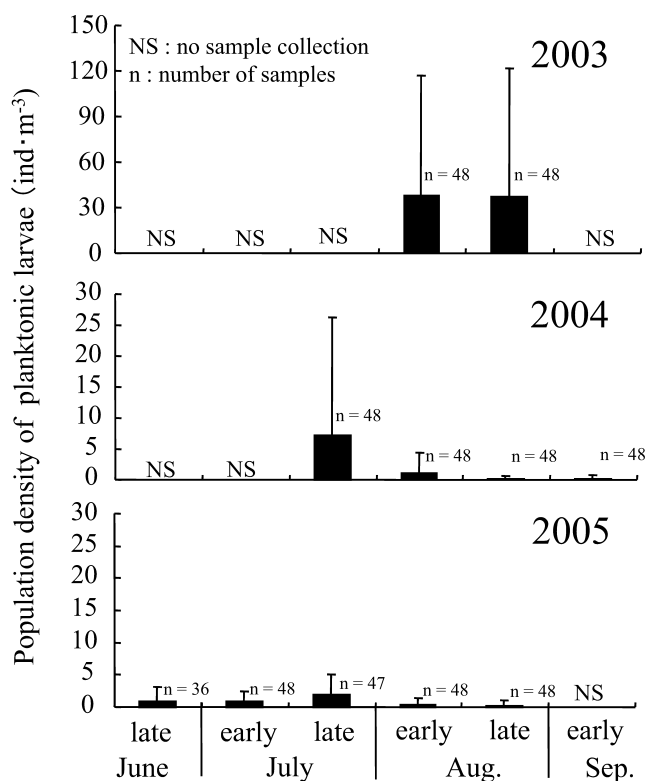 Population density of planktonic larvae (ind·m-3)
NS : no sample collection
n : number of samples
2003
150
120
90
60
30
0
NS NS NS n = 48 n = 48 NS
2004
30
25
20
15
10
5
0
NS NS n = 48 n = 48 n = 48 n = 48
2005
30
25
20
15
10
5
0
n = 36 n = 48 n = 47 n = 48 n = 48 NS
late early late early late early
June July Aug. Sep.